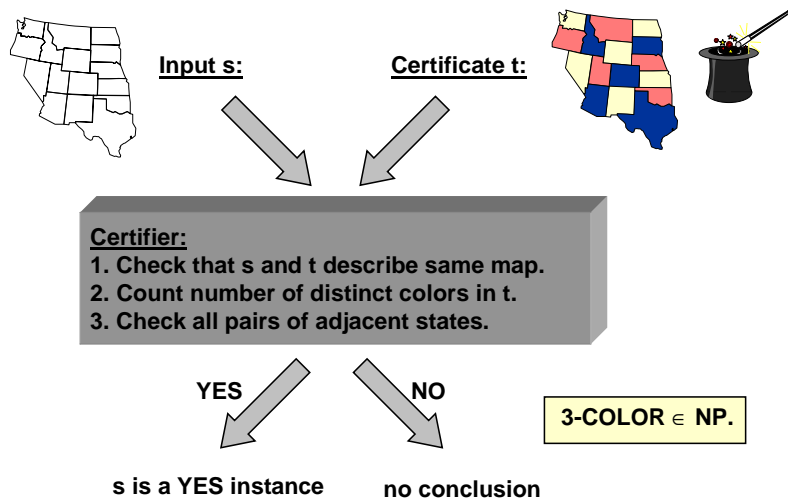 Input s:
Certificate t:
Certifier:
1. Check that s and t describe same map.
2. Count number of distinct colors in t.
3. Check all pairs of adjacent states.
YES
NO
3-COLOR ∈ NP.
s is a YES instance
no conclusion